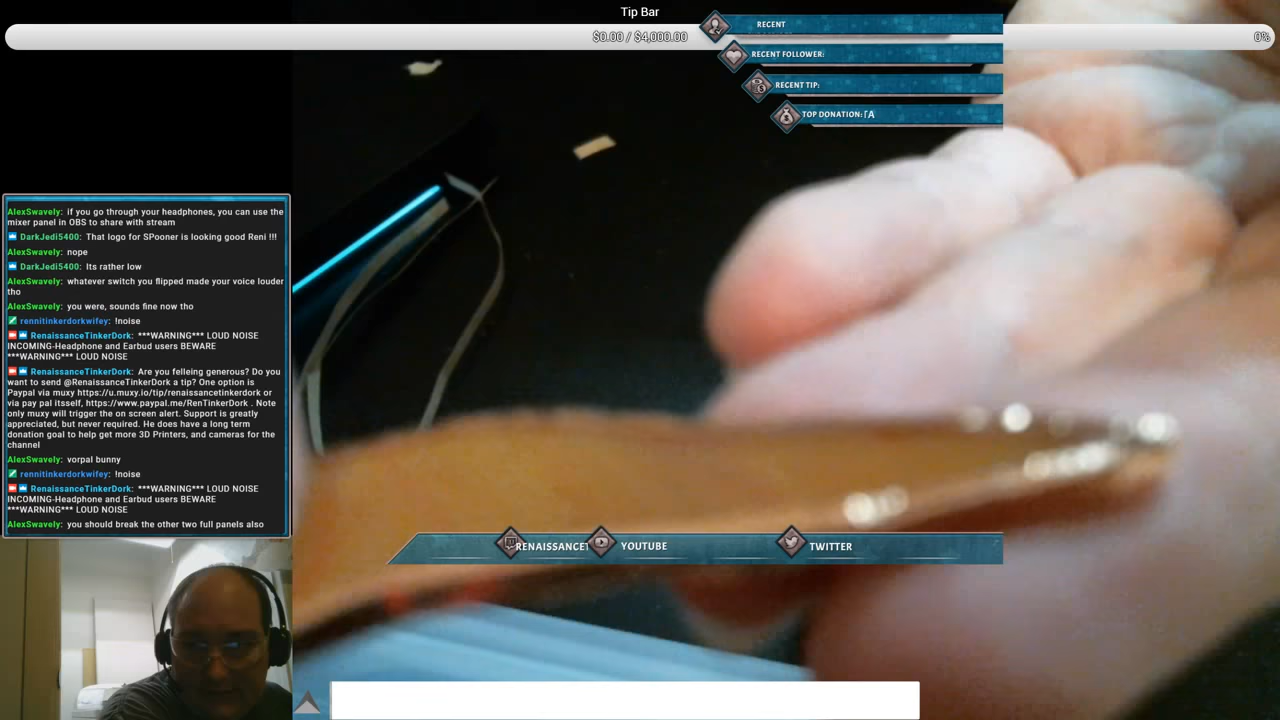 Tip Bar
$0.00 / $4,000.00
0%
RECENT
RECENT FOLLOWER:
RECENT TIP:
TOP DONATION:
AlexSwavely: if you go through your headphones, you can use the
mixer panel in OBS to share with stream
DarkJedi5400: That logo for SPooner is looking good Reni !!!
AlexSwavely: nope
DarkJedi5400: Its rather low
AlexSwavely: whatever switch you flipped made your voice louder
tho
AlexSwavely: you were, sounds fine now tho
rennitinkerdorkwifey: !noise
RenaissanceTinkerDork: ***WARNING*** LOUD NOISE
INCOMING-Headphone and Earbud users BEWARE
***WARNING*** LOUD NOISE
RenaissanceTinkerDork: Are you felleing generous? Do you
want to send @RenaissanceTinkerDork a tip? One option is
Paypal via muxy https://u.muxy.io/tip/renaissancetinkerdork or
via pay pal itsself, https://www.paypal.me/RenTinkerDork . Note
only muxy will trigger the on screen alert. Support is greatly
appreciated, but never required. He does have a long term
donation goal to help get more 3D Printers, and cameras for the
channel
AlexSwavely: vorpal bunny
rennitinkerdorkwifey: !noise
RenaissanceTinkerDork: ***WARNING*** LOUD NOISE
INCOMING-Headphone and Earbud users BEWARE
***WARNING*** LOUD NOISE
AlexSwavely: you should break the other two full panels also
RENAISSANCET YOUTUBE TWITTER